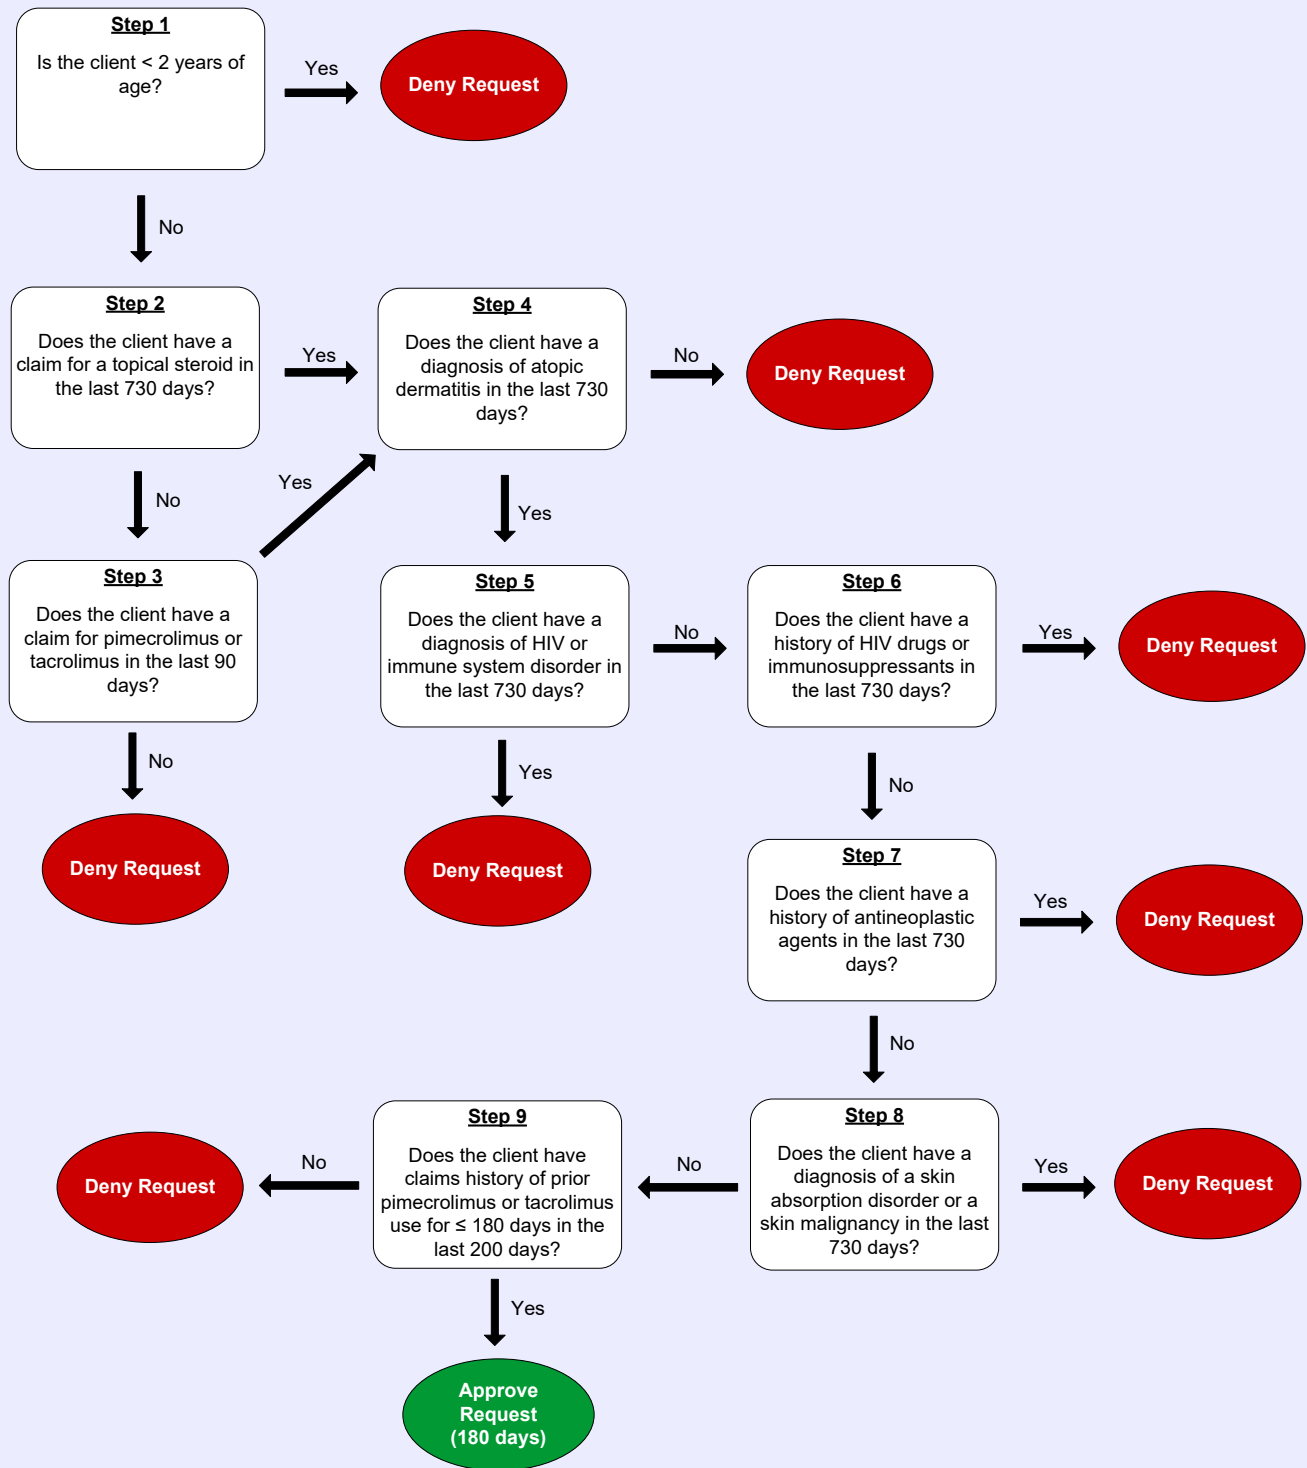 Step 1
Is the client < 2 years of
age?
Yes
Deny Request
No
Step 2
Does the client have a
claim for a topical steroid in
the last 730 days?
Yes
Step 4
Does the client have a
diagnosis of atopic
dermatitis in the last 730
days?
No
Deny Request
No
Yes
Yes
Step 3
Does the client have a
claim for pimecrolimus or
tacrolimus in the last 90
days?
No
Deny Request
Step 5
Does the client have a
diagnosis of HIV or
immune system disorder in
the last 730 days?
No
Yes
Deny Request
Step 6
Does the client have a
history of HIV drugs or
immunosuppressants in
the last 730 days?
Yes
Deny Request
No
Step 7
Does the client have a
history of antineoplastic
agents in the last 730
days?
Yes
Deny Request
No
Step 8
Does the client have a
diagnosis of a skin
absorption disorder or a
skin malignancy in the last
730 days?
Yes
Deny Request
No
Step 9
Does the client have
claims history of prior
pimecrolimus or tacrolimus
use for ≤ 180 days in the
last 200 days?
No
Deny Request
Yes
Approve
Request
(180 days)